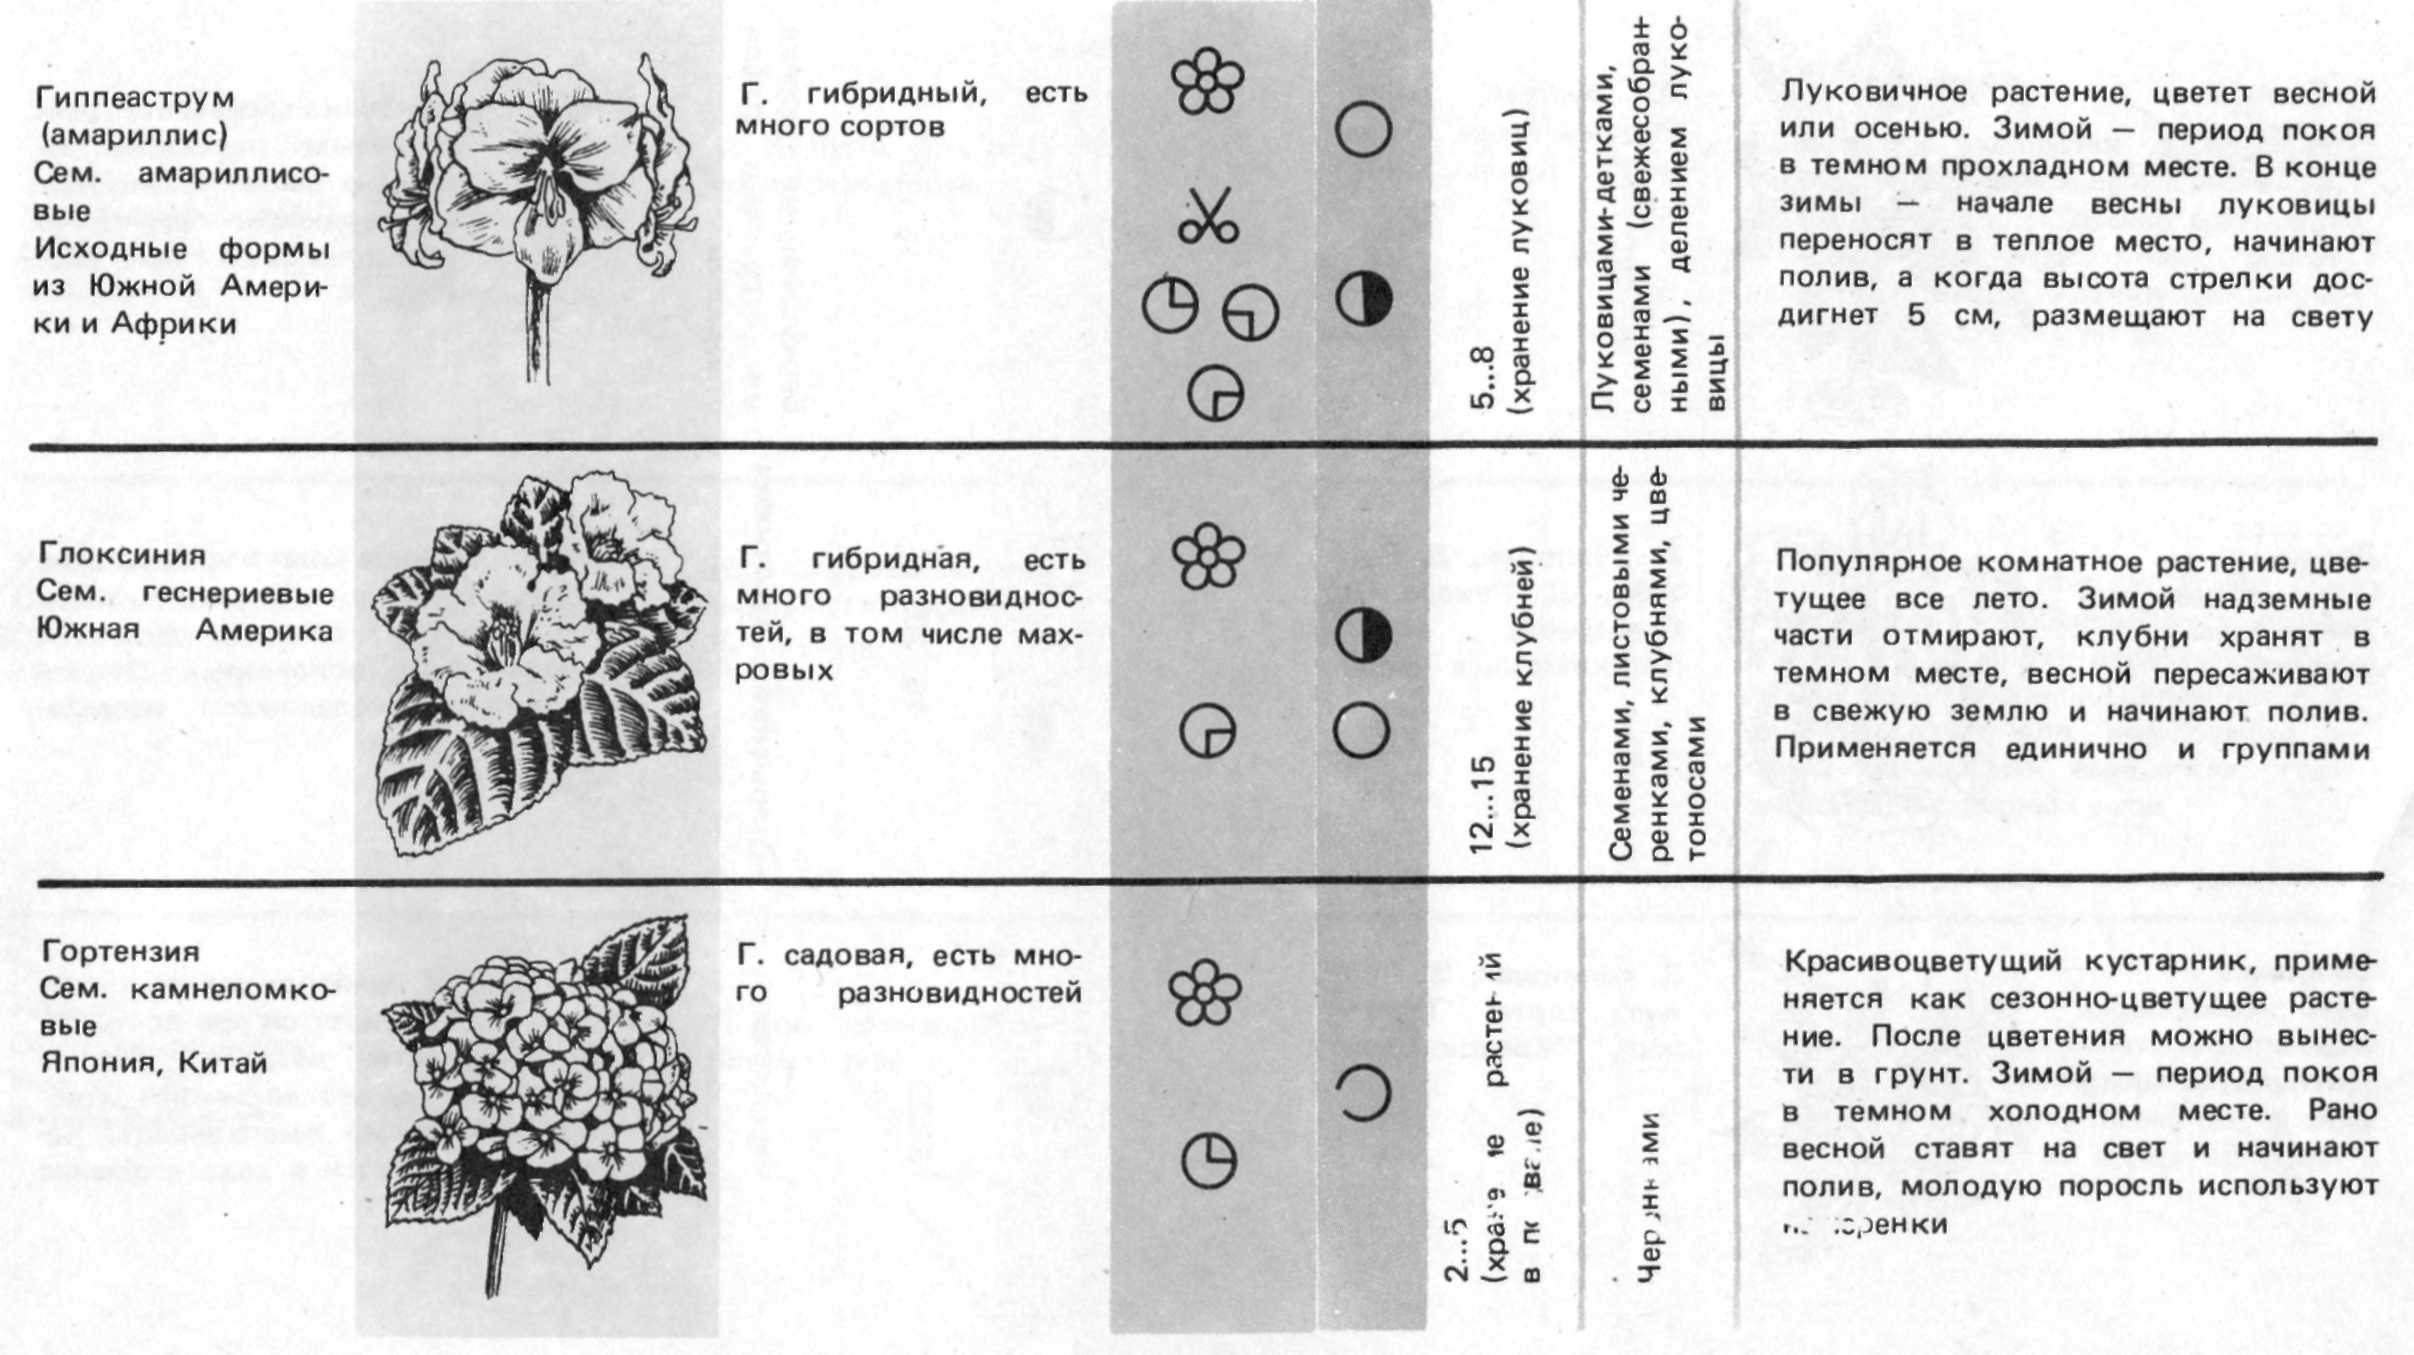 Гиппеаструм
(амариллис)
Сем. амариллисо-
вые
Исходные формы
из Южной Амери-
ки и Африки
Г. гибридный, есть
много сортов
5...8
(хранение луковиц)
Луковицами-детками,
семенами (свежесобран-
ными), делением луко-
вицы
Луковичное растение, цветет весной
или осенью. Зимой — период покоя
в темном прохладном месте. В конце
зимы — начале весны луковицы
переносят в теплое место, начинают
полив, а когда высота стрелки дос-
дигнет 5 см, размещают на свету
Глоксиния
Сем. геснериевые
Южная Америка
Г. гибридная, есть
много разновиднос-
тей, в том числе мах-
ровых
12...15
(хранение клубней)
Семенами, листовыми че-
ренками, клубнями, цве-
тоносами
Популярное комнатное растение, цве-
тущее все лето. Зимой надземные
части отмирают, клубни хранят в
темном месте, весной пересаживают
в свежую землю и начинают полив.
Применяется единично и группами
Гортензия
Сем. камнеломко-
вые
Япония, Китай
Г. садовая, есть мно-
го разновидностей
2...5
(хранение растений
в подвале)
Черенками
Красивоцветущий кустарник, приме-
няется как сезонно-цветущее расте-
ние. После цветения можно вынес-
ти в грунт. Зимой — период покоя
в темном холодном месте. Рано
весной ставят на свет и начинают
полив, молодую поросль используют
черенки